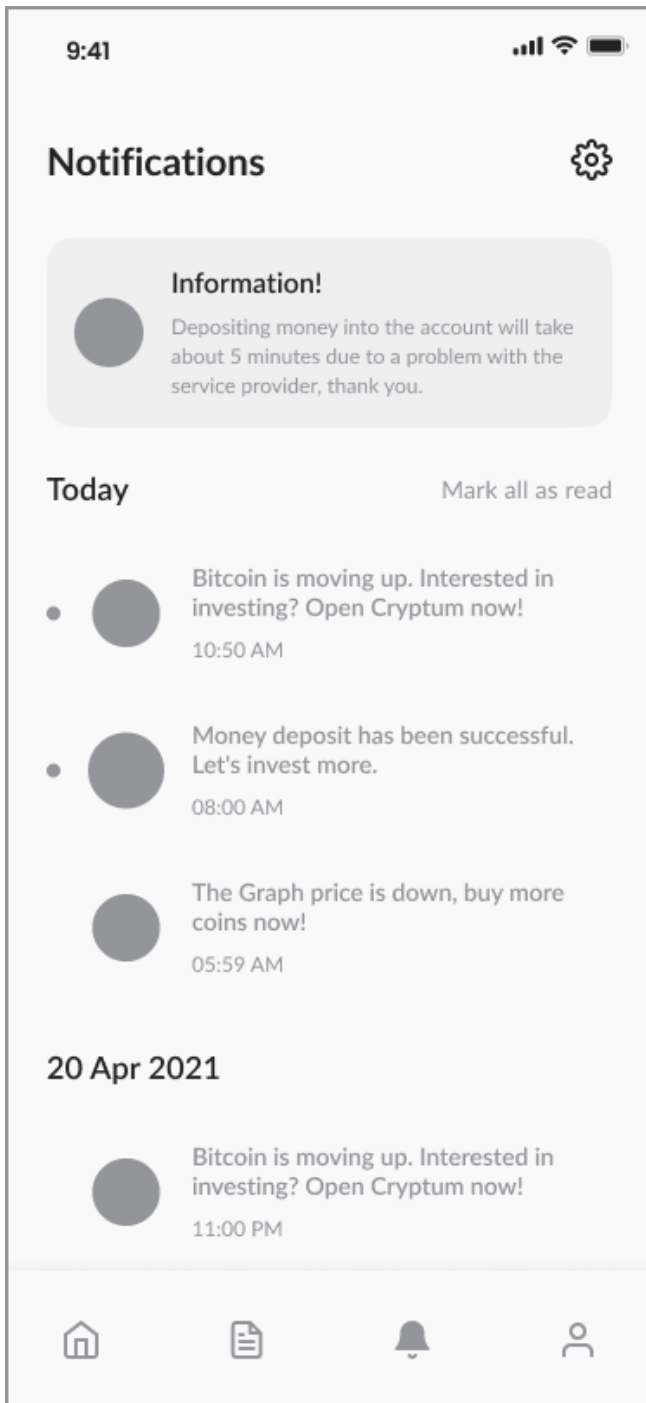 9:41
Notifications
Information!
Depositing money into the account will take
about 5 minutes due to a problem with the
service provider, thank you.
Today
Mark all as read
Bitcoin is moving up. Interested in
investing? Open Cryptum now!
10:50 AM
Money deposit has been successful.
Let's invest more.
08:00 AM
The Graph price is down, buy more
coins now!
05:59 AM
20 Apr 2021
Bitcoin is moving up. Interested in
investing? Open Cryptum now!
11:00 PM